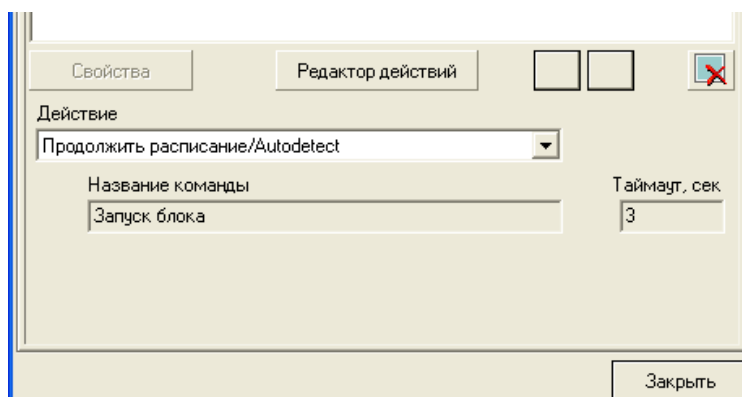 Свойства
Редактор действий
Действие
Продолжить расписание/Autodetect
Название команды
Таймаут, сек
Запуск блока
3
Закрыть